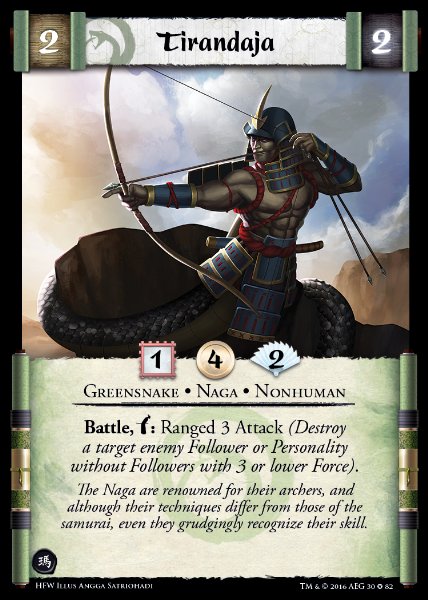 2 Tirandaja 2
1 4 2
Greensnake • Naga • Nonhuman
Battle, : Ranged 3 Attack (Destroy
a target enemy Follower or Personality
without Followers with 3 or lower Force).
The Naga are renowned for their archers, and
although their techniques differ from those of the
samurai, even they grudgingly recognize their skill.
瑪
HFW Illus Angga Satriohadi TM & © 2016 AEG 30 ✪ 82